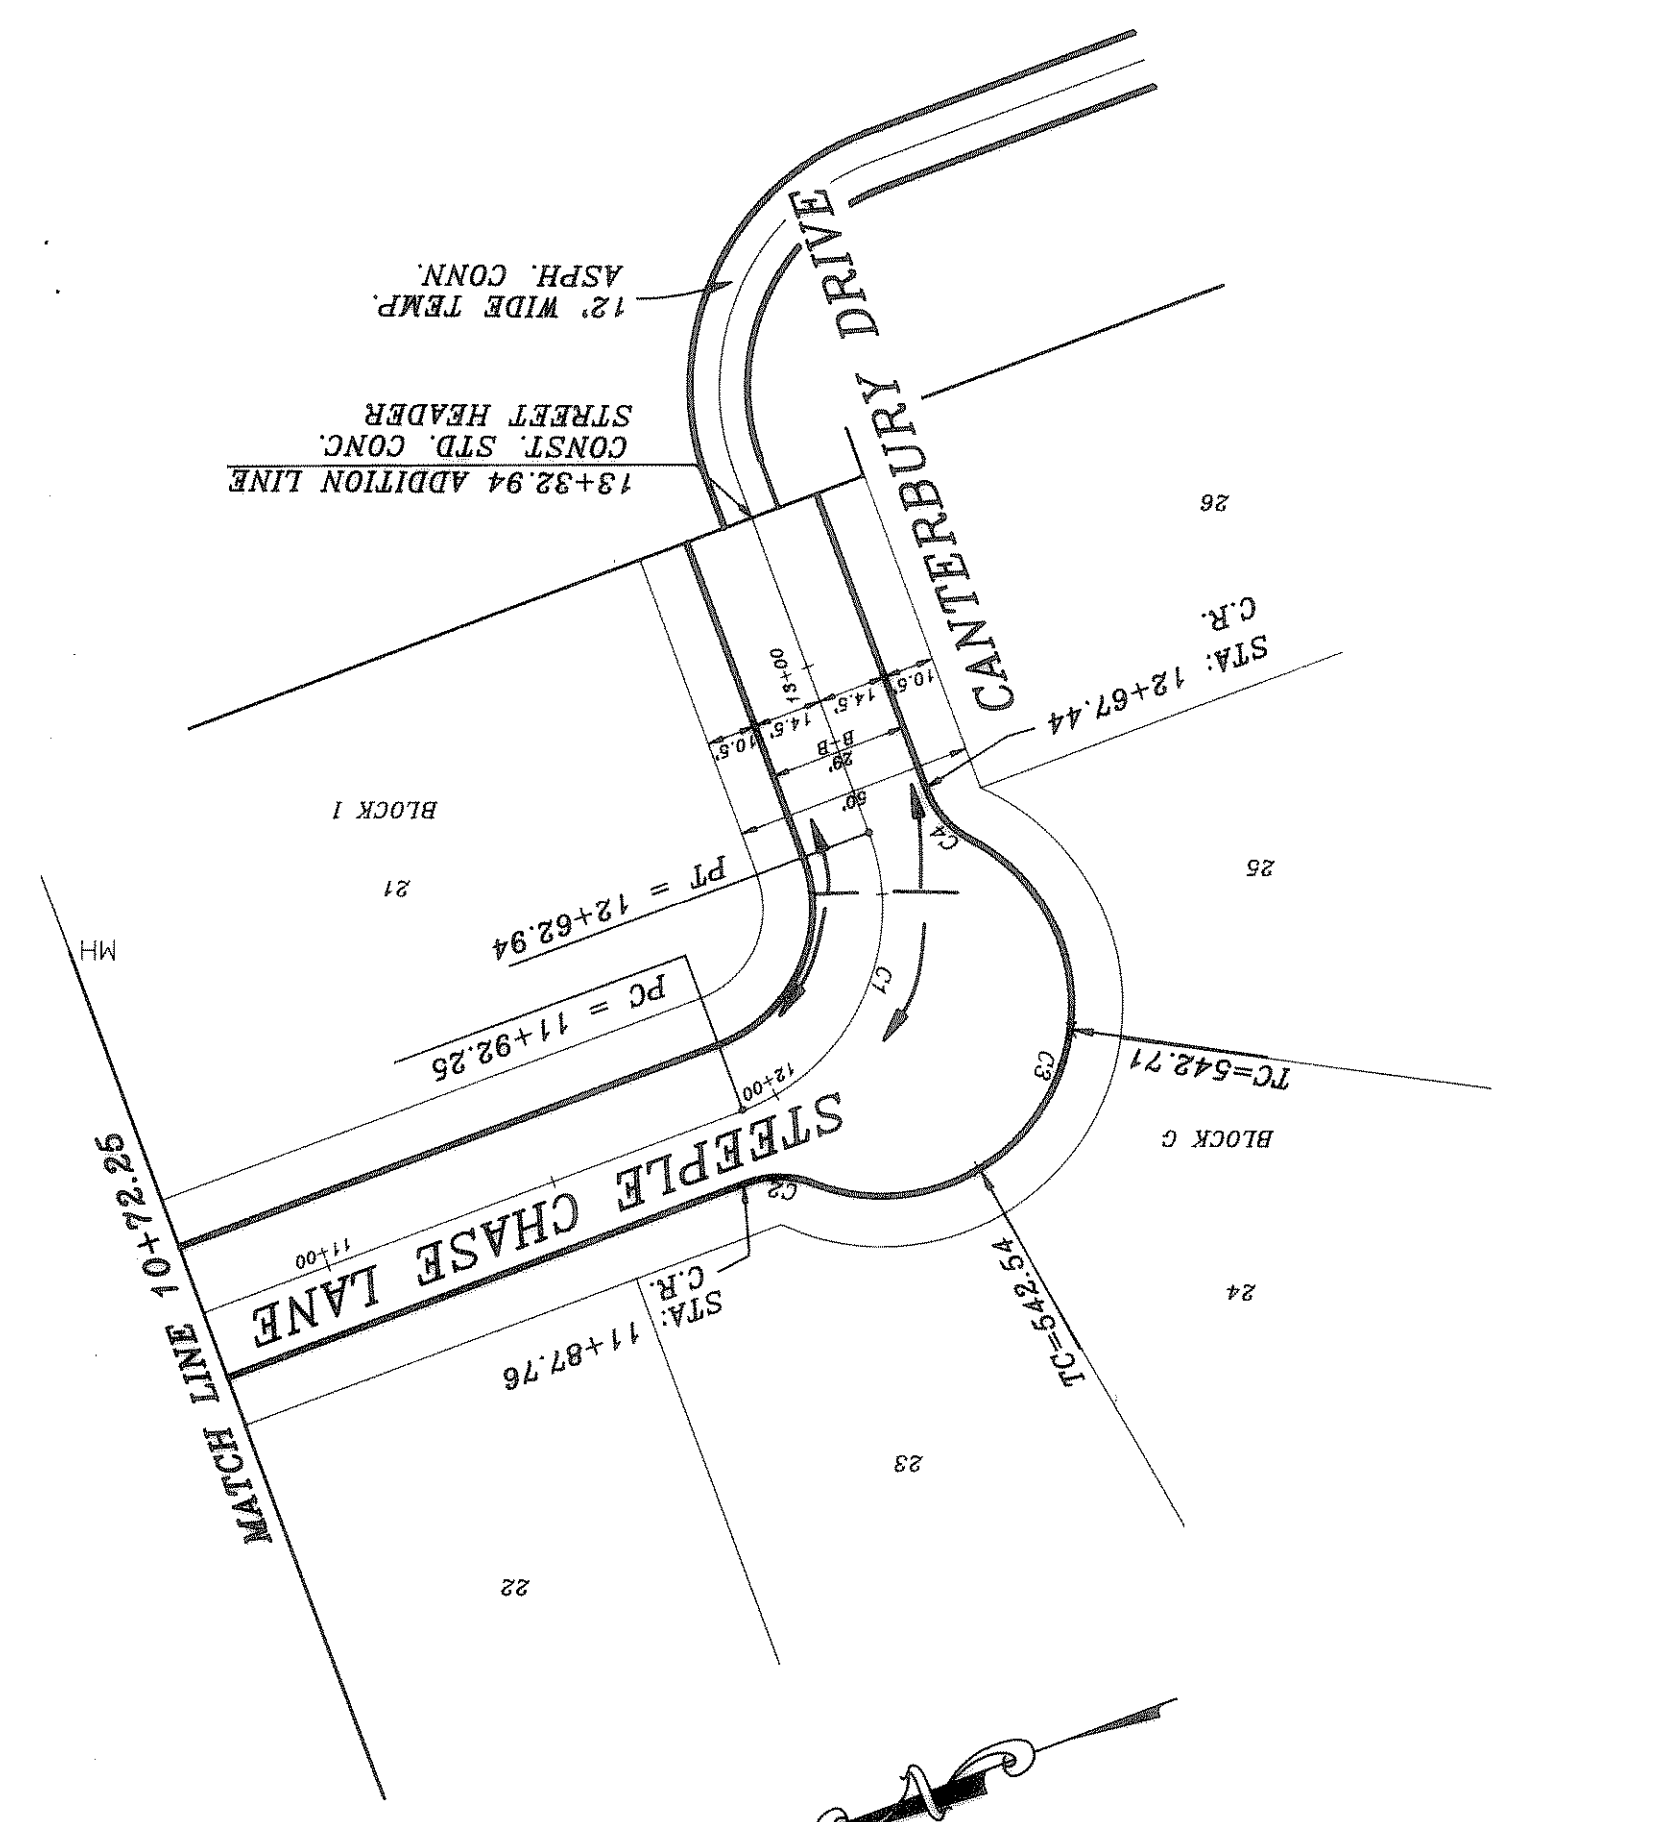 12' WIDE TEMP.
ASPH. CONN.
13+32.94 ADDITION LINE
CONST. STD. CONC.
STREET HEADER
CANTERBURY DRIVE
26
STA: 12+67.44
C.R.
13+00
10.5'
14.5'
14.5'
10.5'
29'
B-B
50'
BLOCK 1
21
25
C4
PT = 12+62.94
PC = 11+92.25
MH
C1
C3
TC=542.71
BLOCK G
12+00
STEEPLE CHASE LANE
C2
11+00
STA: 11+87.76
C.R.
MATCH LINE 10+72.25
TC=542.54
24
23
22
N